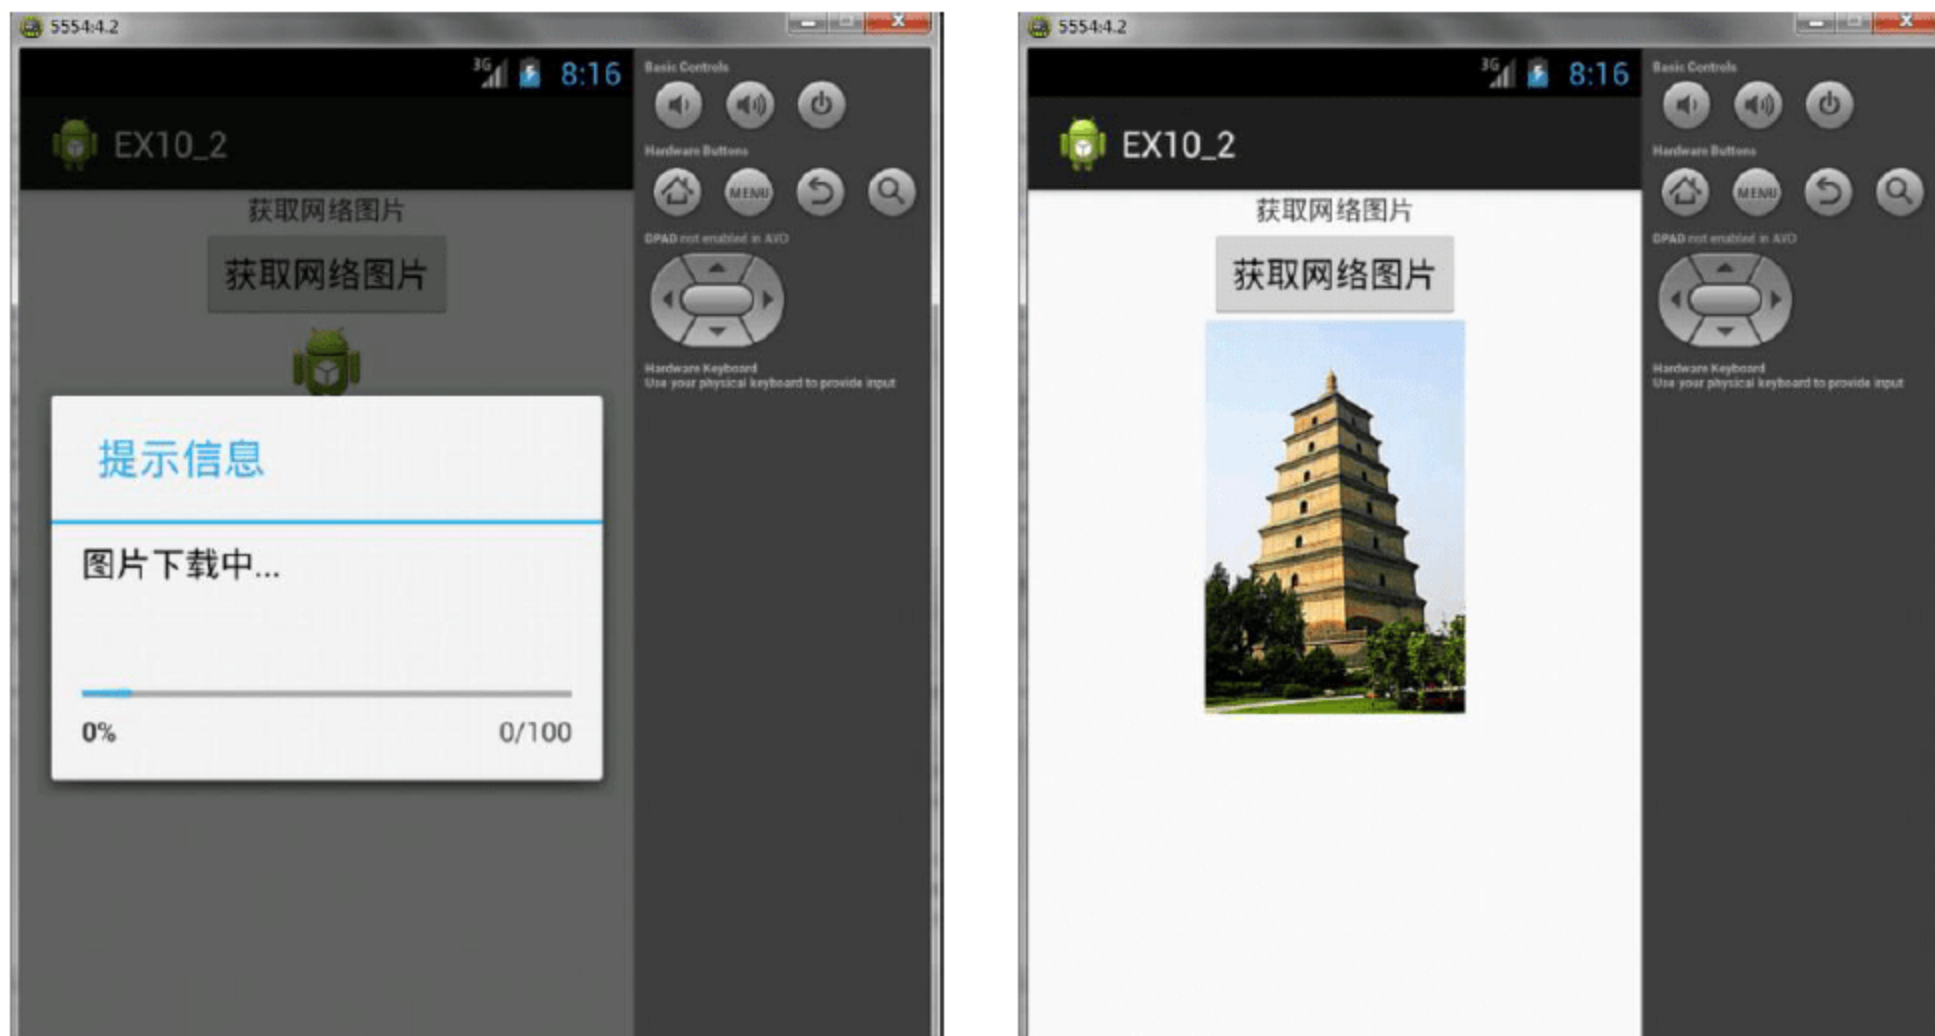 5554:4.2
3G 8:16
EX10_2
获取网络图片
获取网络图片
提示信息
图片下载中...
0% 0/100
Basic Controls
Hardware Buttons
MENU
DPAD not enabled in AVD
Hardware Keyboard
Use your physical keyboard to provide input
5554:4.2
3G 8:16
EX10_2
获取网络图片
获取网络图片
Basic Controls
Hardware Buttons
MENU
DPAD not enabled in AVD
Hardware Keyboard
Use your physical keyboard to provide input